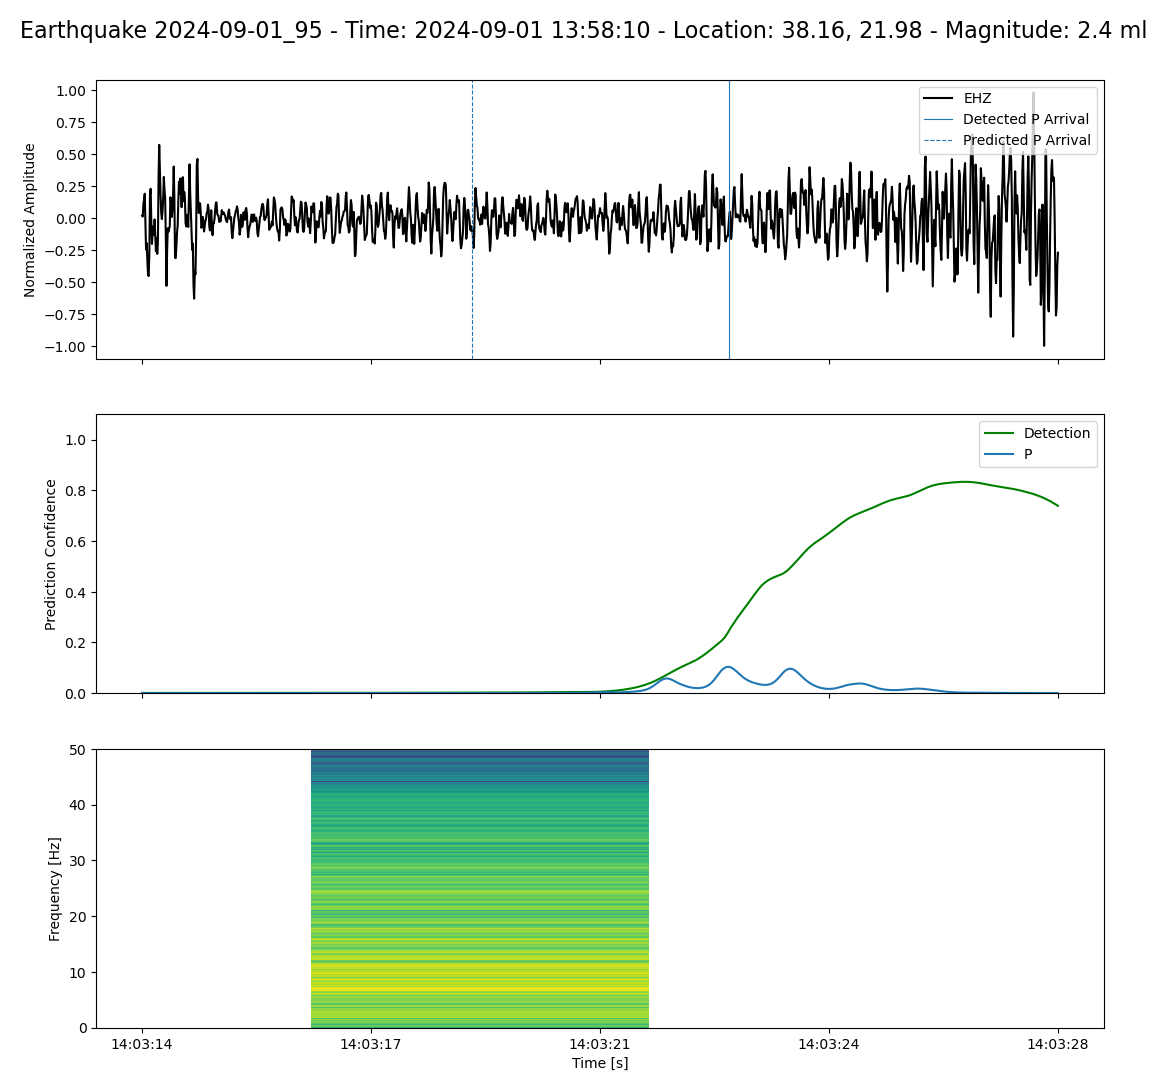 Earthquake 2024-09-01_95 - Time: 2024-09-01 13:58:10 - Location: 38.16, 21.98 - Magnitude: 2.4 ml
Normalized Amplitude
1.00
0.75
0.50
0.25
0.00
−0.25
−0.50
−0.75
−1.00
EHZ
Detected P Arrival
Predicted P Arrival
Prediction Confidence
1.0
0.8
0.6
0.4
0.2
0.0
Detection
P
Frequency [Hz]
50
40
30
20
10
0
14:03:14 14:03:17 14:03:21 14:03:24 14:03:28
Time [s]